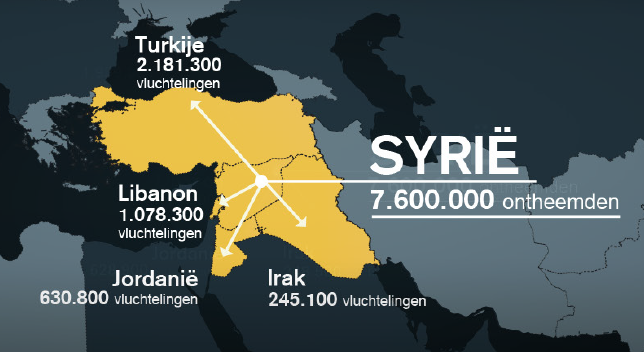 Turkije
2.181.300
vluchtelingen
SYRIË
7.600.000 ontheemden
Libanon
1.078.300
vluchtelingen
Jordanië
630.800 vluchtelingen
Irak
245.100 vluchtelingen